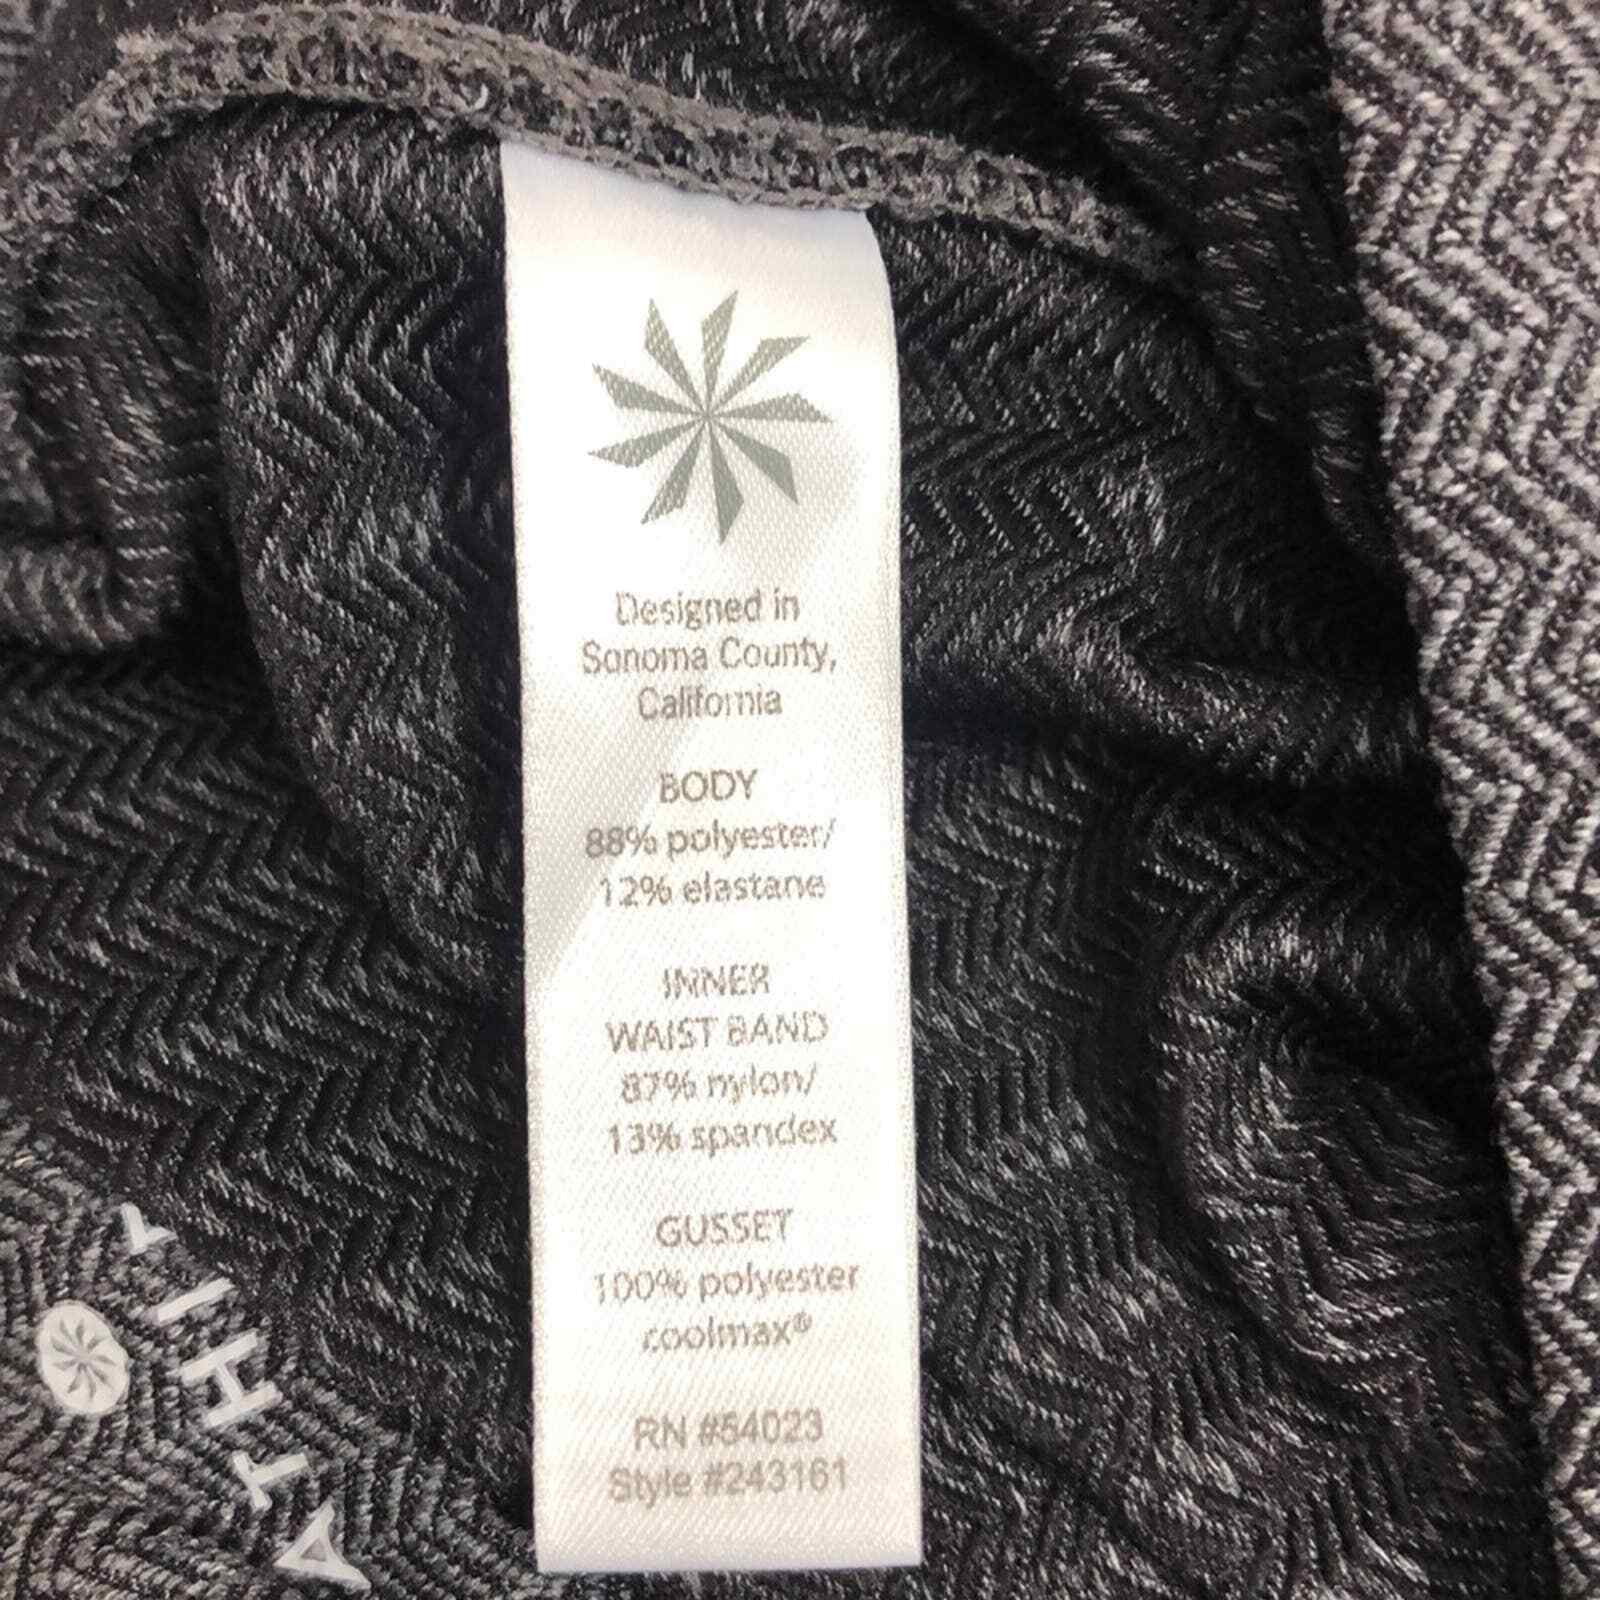 Designed in
Sonoma County,
California
BODY
88% polyester/
12% elastane
INNER
WAIST BAND
87% nylon/
13% spandex
GUSSET
100% polyester
coolmax®
RN #54023
Style #243161
ATHL